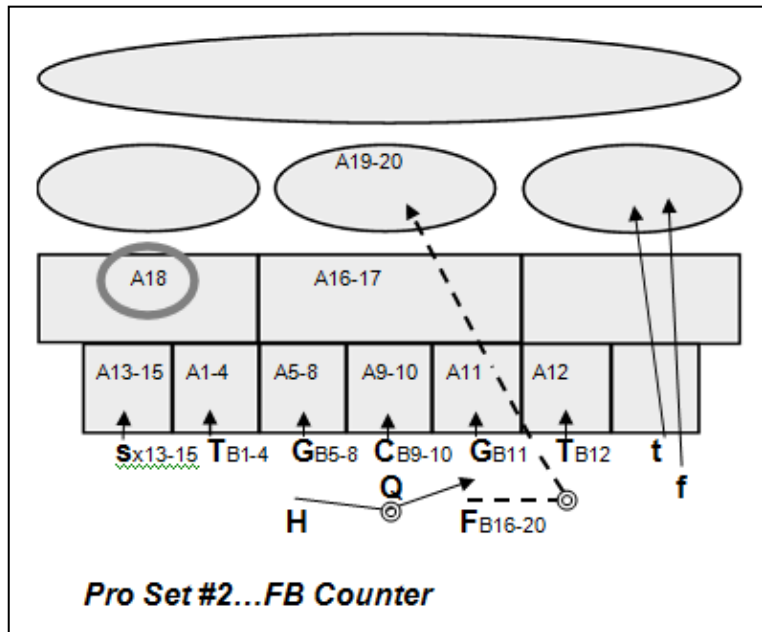 A19-20
A18 A16-17
A13-15 A1-4 A5-8 A9-10 A11 A12
sx13-15 TB1-4 GB5-8 CB9-10 GB11 TB12 t
Q f
H FB16-20
Pro Set #2...FB Counter